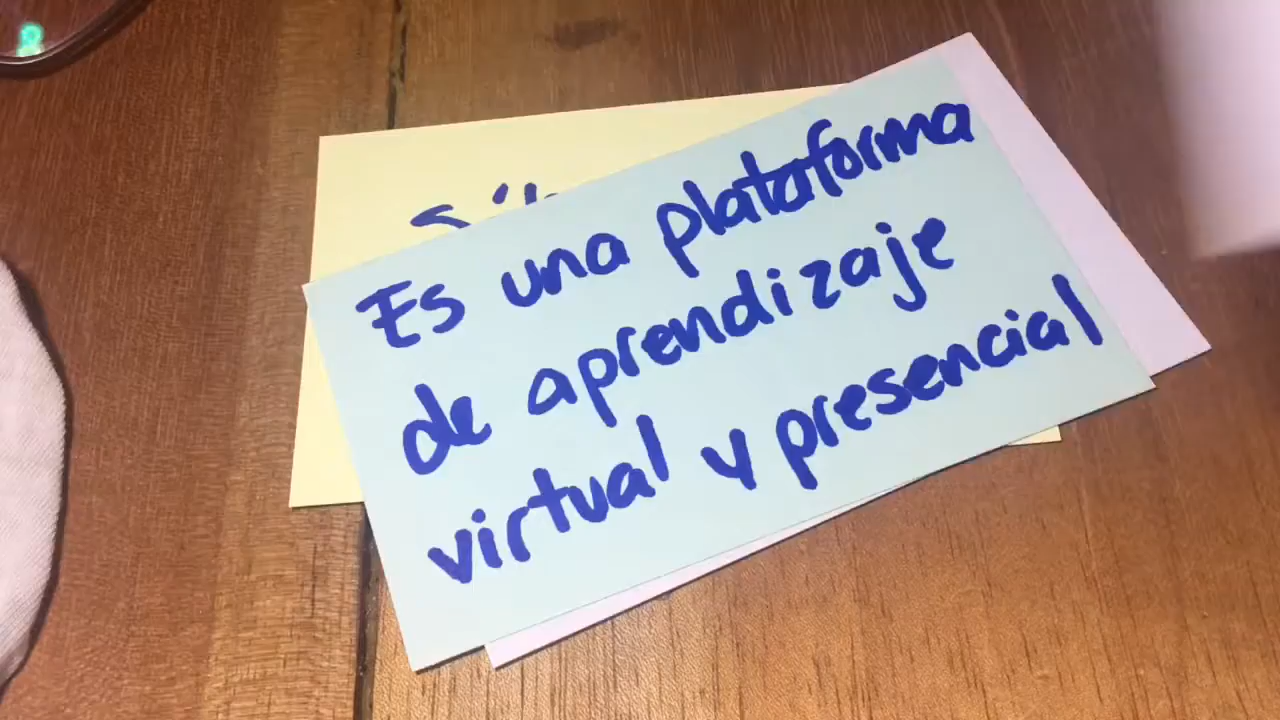 Es una plataforma
de aprendizaje
virtual y presencial